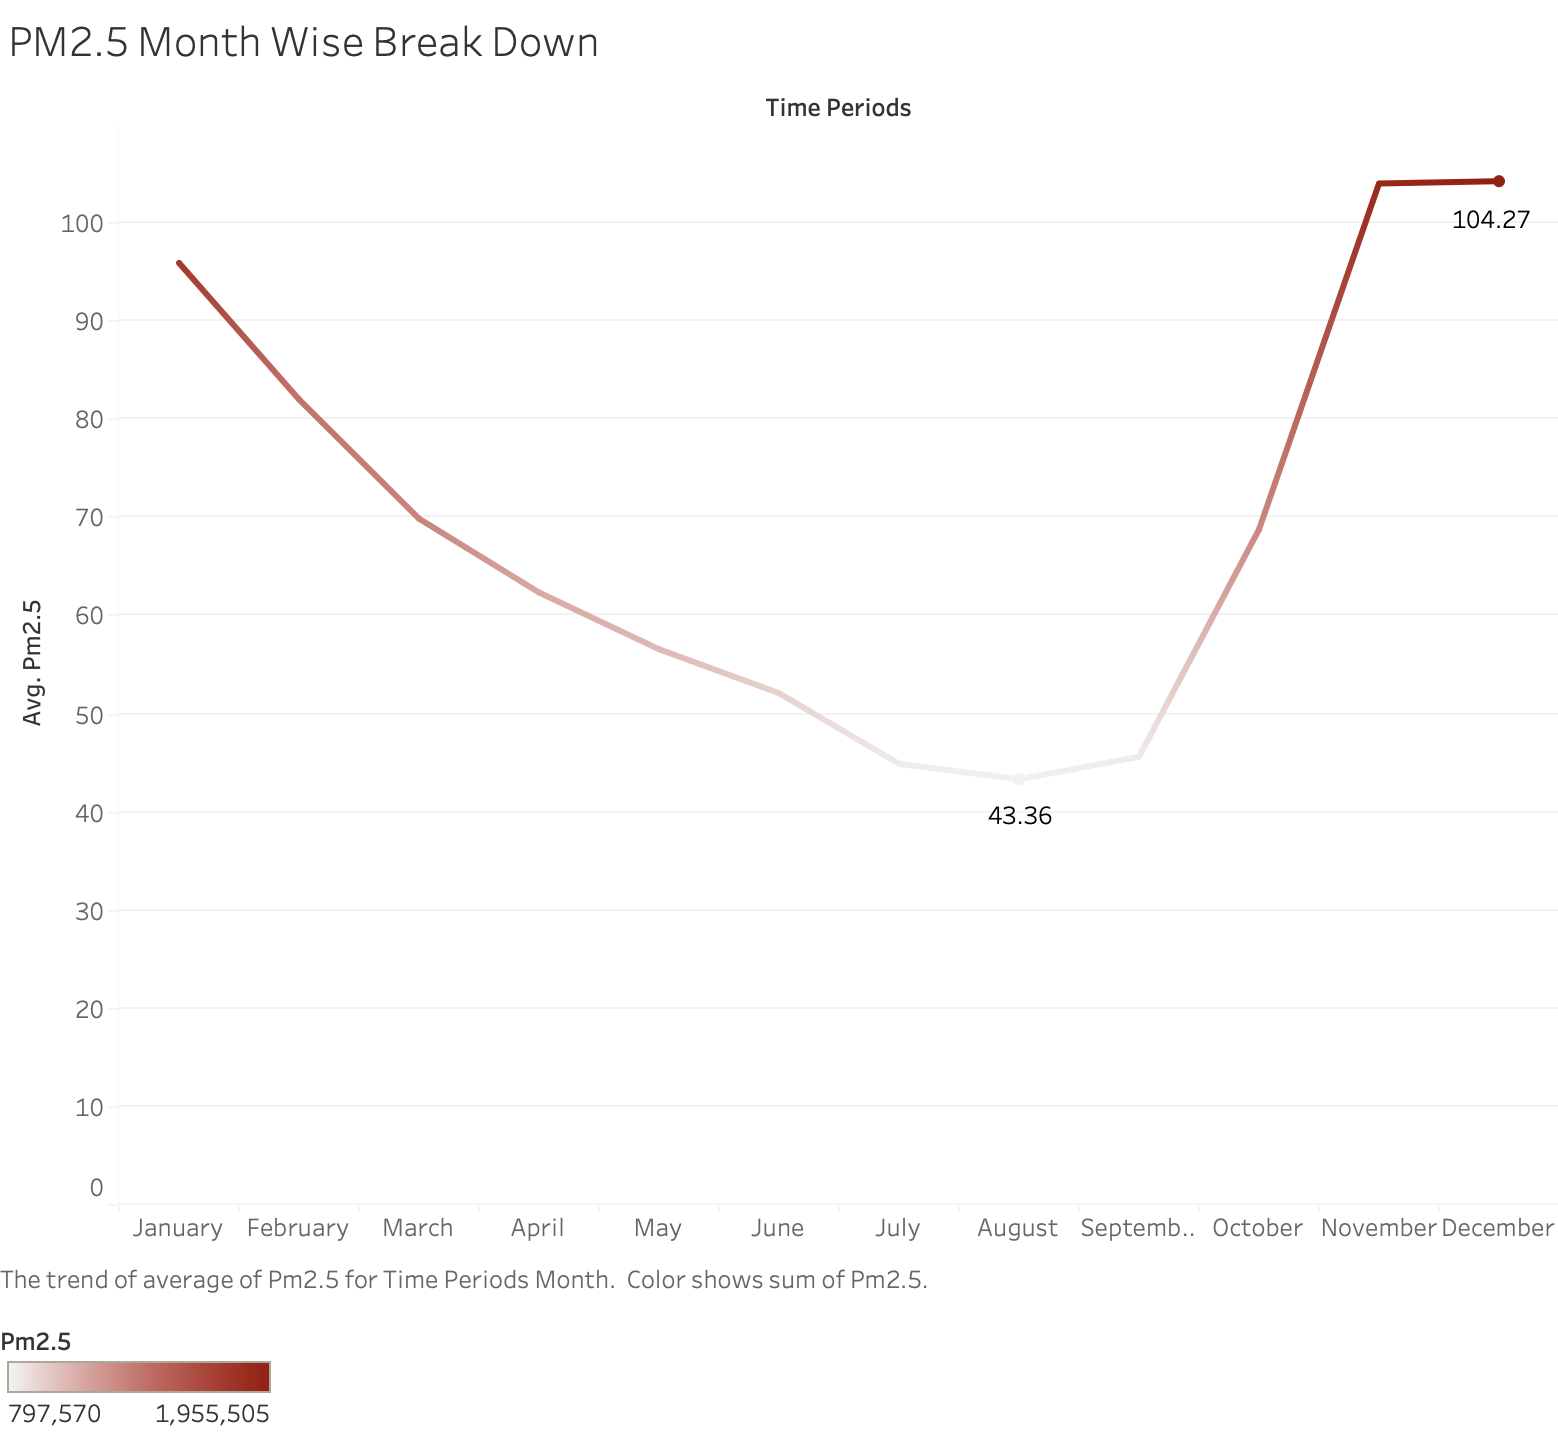 PM2.5 Month Wise Break Down
Time Periods
100
90
80
70
60
50
40
30
20
10
0
Avg. Pm2.5
104.27
43.36
January February March April May June July August Septemb.. October November December
The trend of average of Pm2.5 for Time Periods Month. Color shows sum of Pm2.5.
Pm2.5
797,570 1,955,505